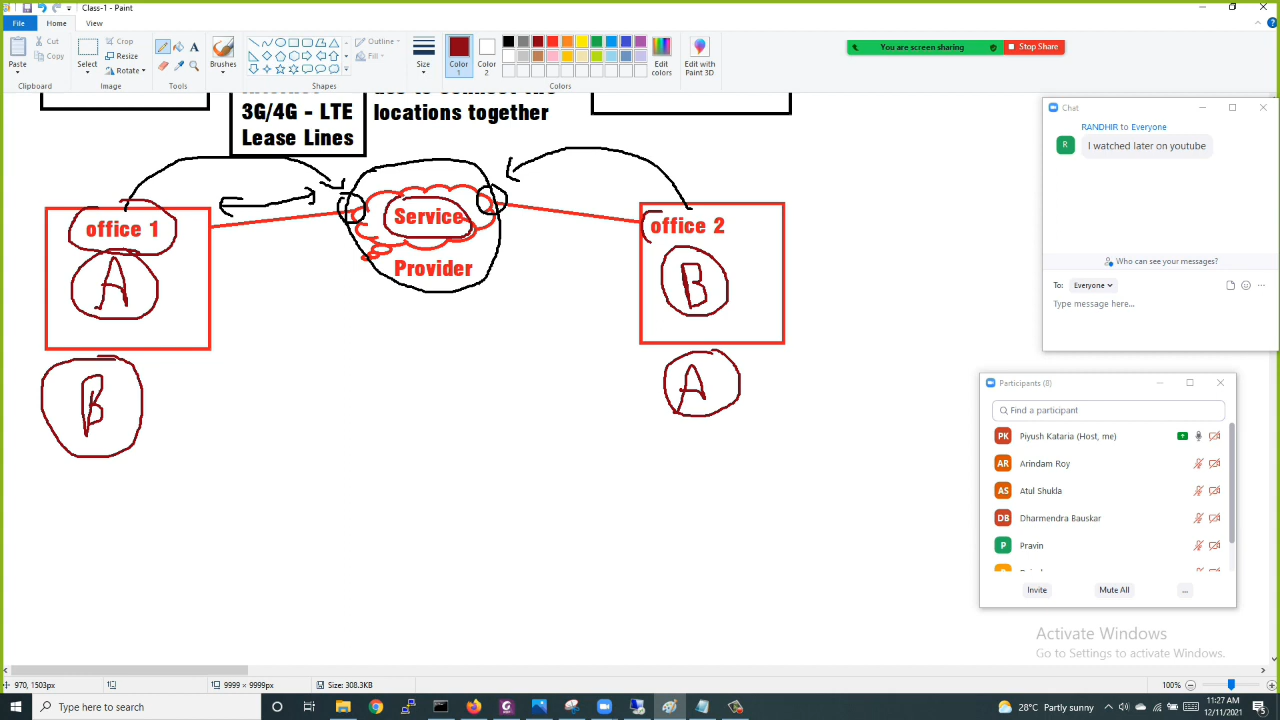 Class-1 - Paint
File
Home
View
Paste
Cut
Copy
Clipboard
Select
Crop
Resize
Rotate
Image
A
Tools
Brushes
Outline
Fill
Shapes
Size
Color
1
Color
2
Colors
Edit
colors
Edit with
Paint 3D
You are screen sharing
Stop Share
3G/4G - LTE
Lease Lines
locations together
office 1
A
B
Service
Provider
office 2
B
A
Chat
RANDHIR to Everyone
R
I watched later on youtube
Who can see your messages?
To: Everyone
Type message here...
Participants (8)
Find a participant
PK Piyush Kataria (Host, me)
AR Arindam Roy
AS Atul Shukla
DB Dharmendra Bauskar
P Pravin
Invite
Mute All
...
Activate Windows
Go to Settings to activate Windows.
970, 1503px
9999 × 9999px
Size: 308.3KB
100%
Type here to search
28°C Partly sunny
11:27 AM
12/11/2021